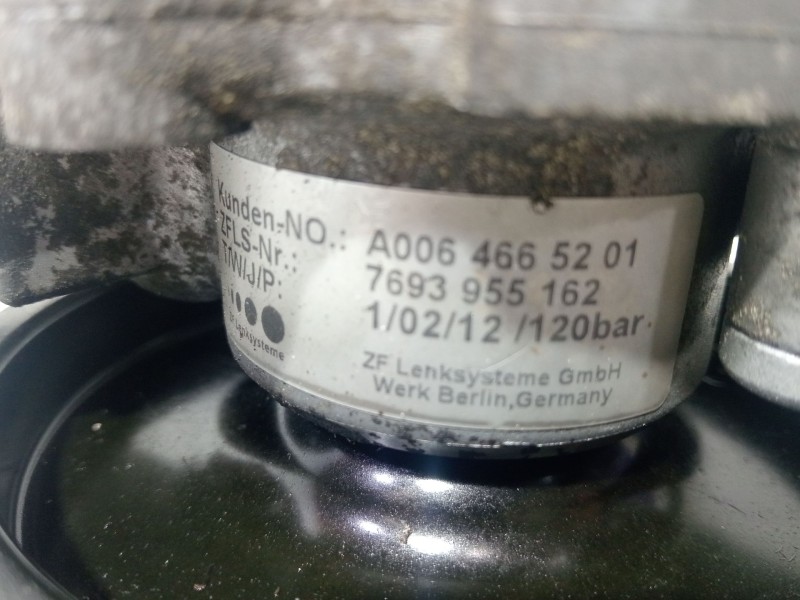 Kunden-NO.: A006 466 52 01
ZFLS-Nr.: 7693 955 162
T/W/J/P: 1/02/12 /120bar
ZF Lenksysteme GmbH
Werk Berlin,Germany
Lenksysteme